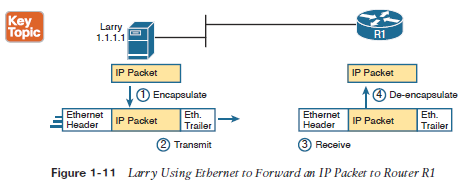 Key
Topic
Larry
1.1.1.1
R1
IP Packet
IP Packet
1 Encapsulate
4 De-encapsulate
Ethernet
Header
IP Packet
Eth.
Trailer
Ethernet
Header
IP Packet
Eth.
Trailer
2 Transmit
3 Receive
Figure 1-11 Larry Using Ethernet to Forward an IP Packet to Router R1